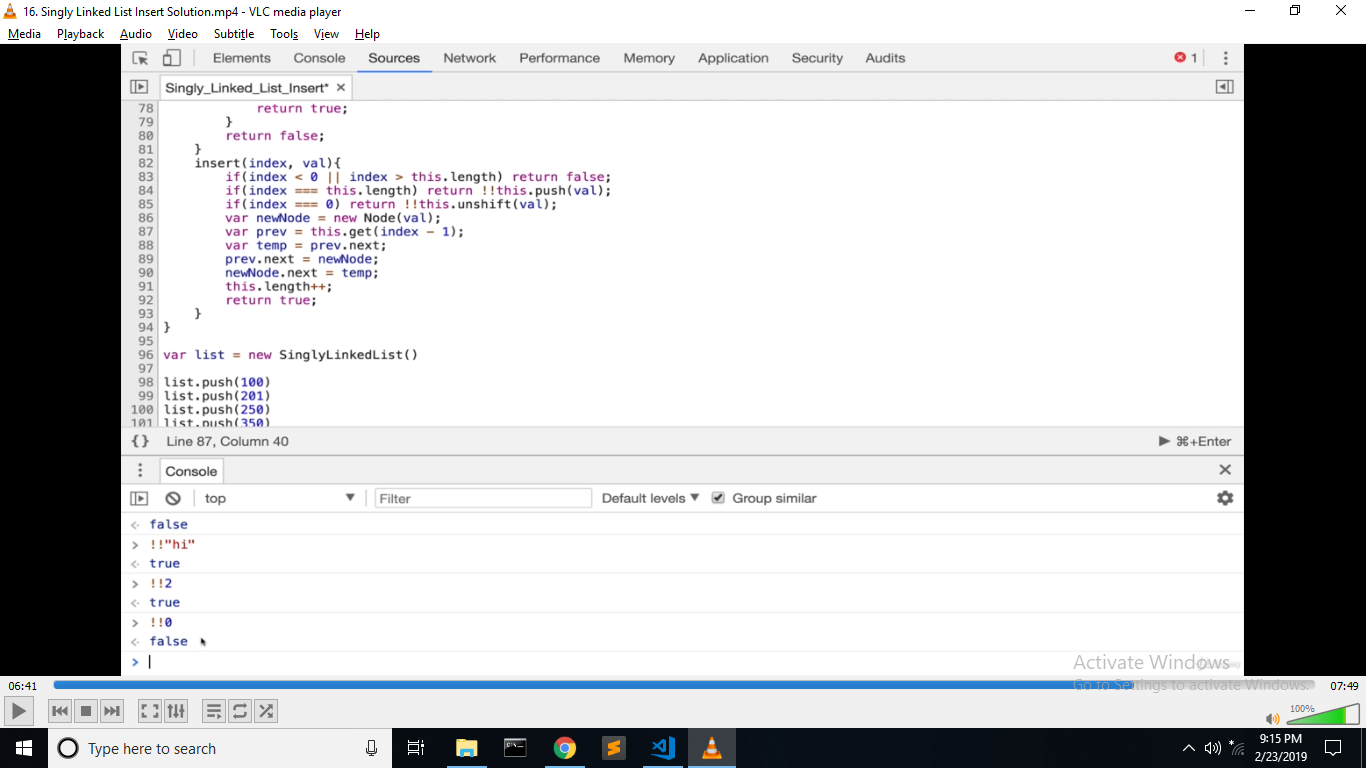 16. Singly Linked List Insert Solution.mp4 - VLC media player
Media Playback Audio Video Subtitle Tools View Help
Elements Console Sources Network Performance Memory Application Security Audits 1
Singly_Linked_List_Insert* ×
78 return true;
79 }
80 return false;
81 }
82 insert(index, val){
83 if(index < 0 || index > this.length) return false;
84 if(index === this.length) return !!this.push(val);
85 if(index === 0) return !!this.unshift(val);
86 var newNode = new Node(val);
87 var prev = this.get(index - 1);
88 var temp = prev.next;
89 prev.next = newNode;
90 newNode.next = temp;
91 this.length++;
92 return true;
93 }
94 }
95
96 var list = new SinglyLinkedList()
97
98 list.push(100)
99 list.push(201)
100 list.push(250)
101 list.push(350)
{} Line 87, Column 40 ⌘+Enter
Console
top Filter Default levels Group similar
false
> !!"hi"
true
> !!2
true
> !!0
false
>
Activate Windows
Go to Settings to activate Windows.
06:41 07:49
100%
Type here to search
9:15 PM
2/23/2019